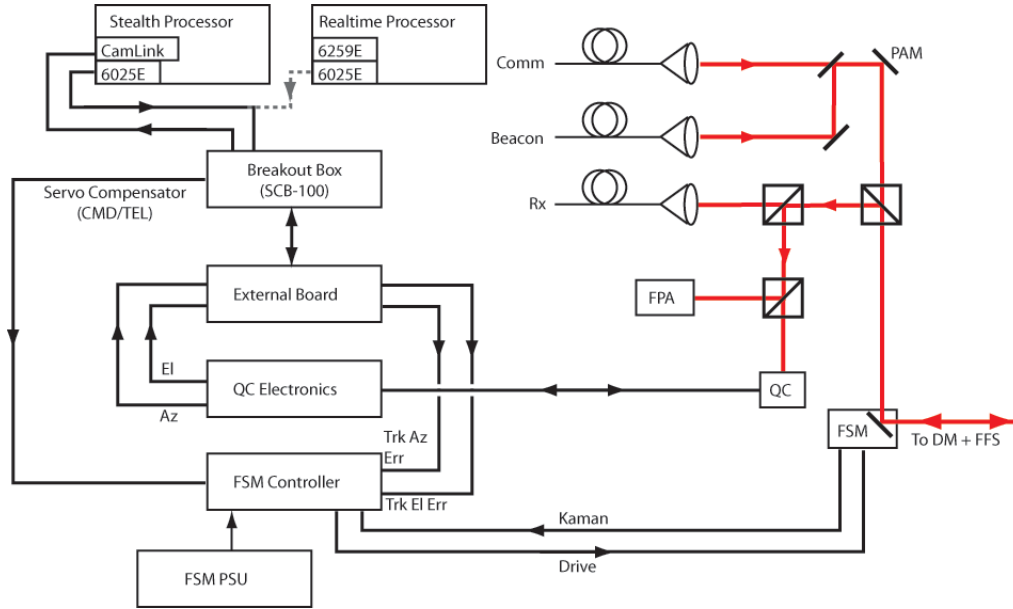 Stealth Processor
CamLink
6025E
Realtime Processor
6259E
6025E
Comm
PAM
Beacon
Breakout Box
(SCB-100)
Servo Compensator
(CMD/TEL)
Rx
External Board
FPA
El
QC Electronics
QC
Az
FSM
To DM + FFS
Trk Az
Err
FSM Controller
Trk El Err
Kaman
FSM PSU
Drive